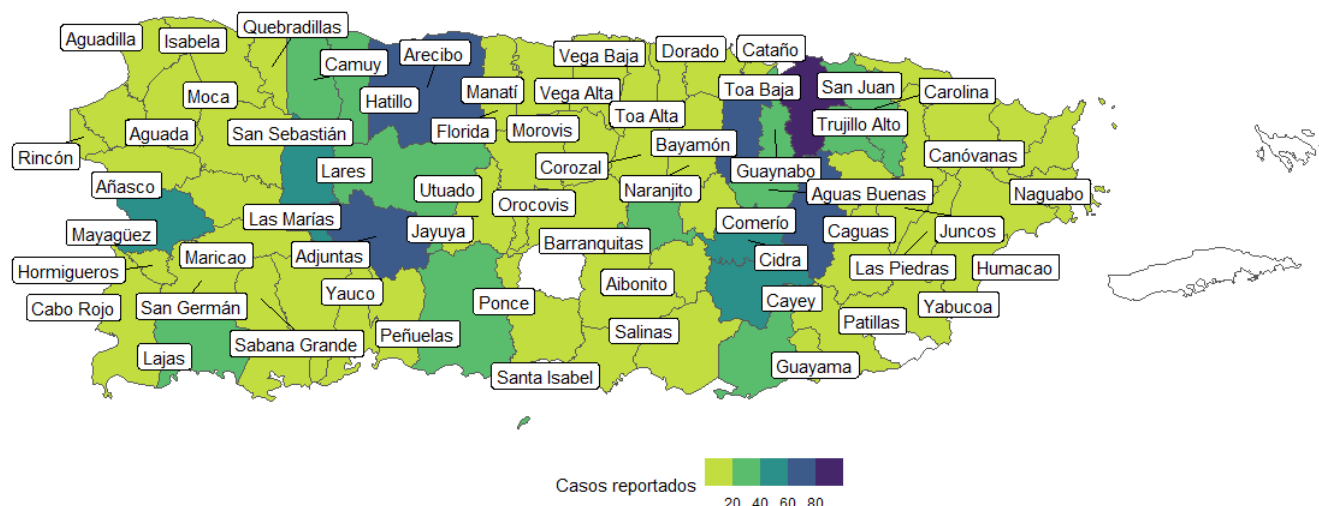 Quebradillas
Aguadilla
Isabela
Arecibo
Camuy
Vega Baja
Dorado
Cataño
Moca
Hatillo
Manatí
Vega Alta
Toa Baja
San Juan
Carolina
Aguada
San Sebastián
Florida
Morovis
Toa Alta
Trujillo Alto
Rincón
Bayamón
Canóvanas
Lares
Corozal
Guaynabo
Añasco
Utuado
Naranjito
Aguas Buenas
Naguabo
Orocovis
Las Marías
Comerío
Mayagüez
Jayuya
Caguas
Juncos
Barranquitas
Maricao
Adjuntas
Cidra
Hormigueros
Las Piedras
Humacao
Aibonito
Yauco
Cabo Rojo
San Germán
Ponce
Cayey
Yabucoa
Patillas
Peñuelas
Salinas
Sabana Grande
Lajas
Guayama
Santa Isabel
Casos reportados
20 40 60 80